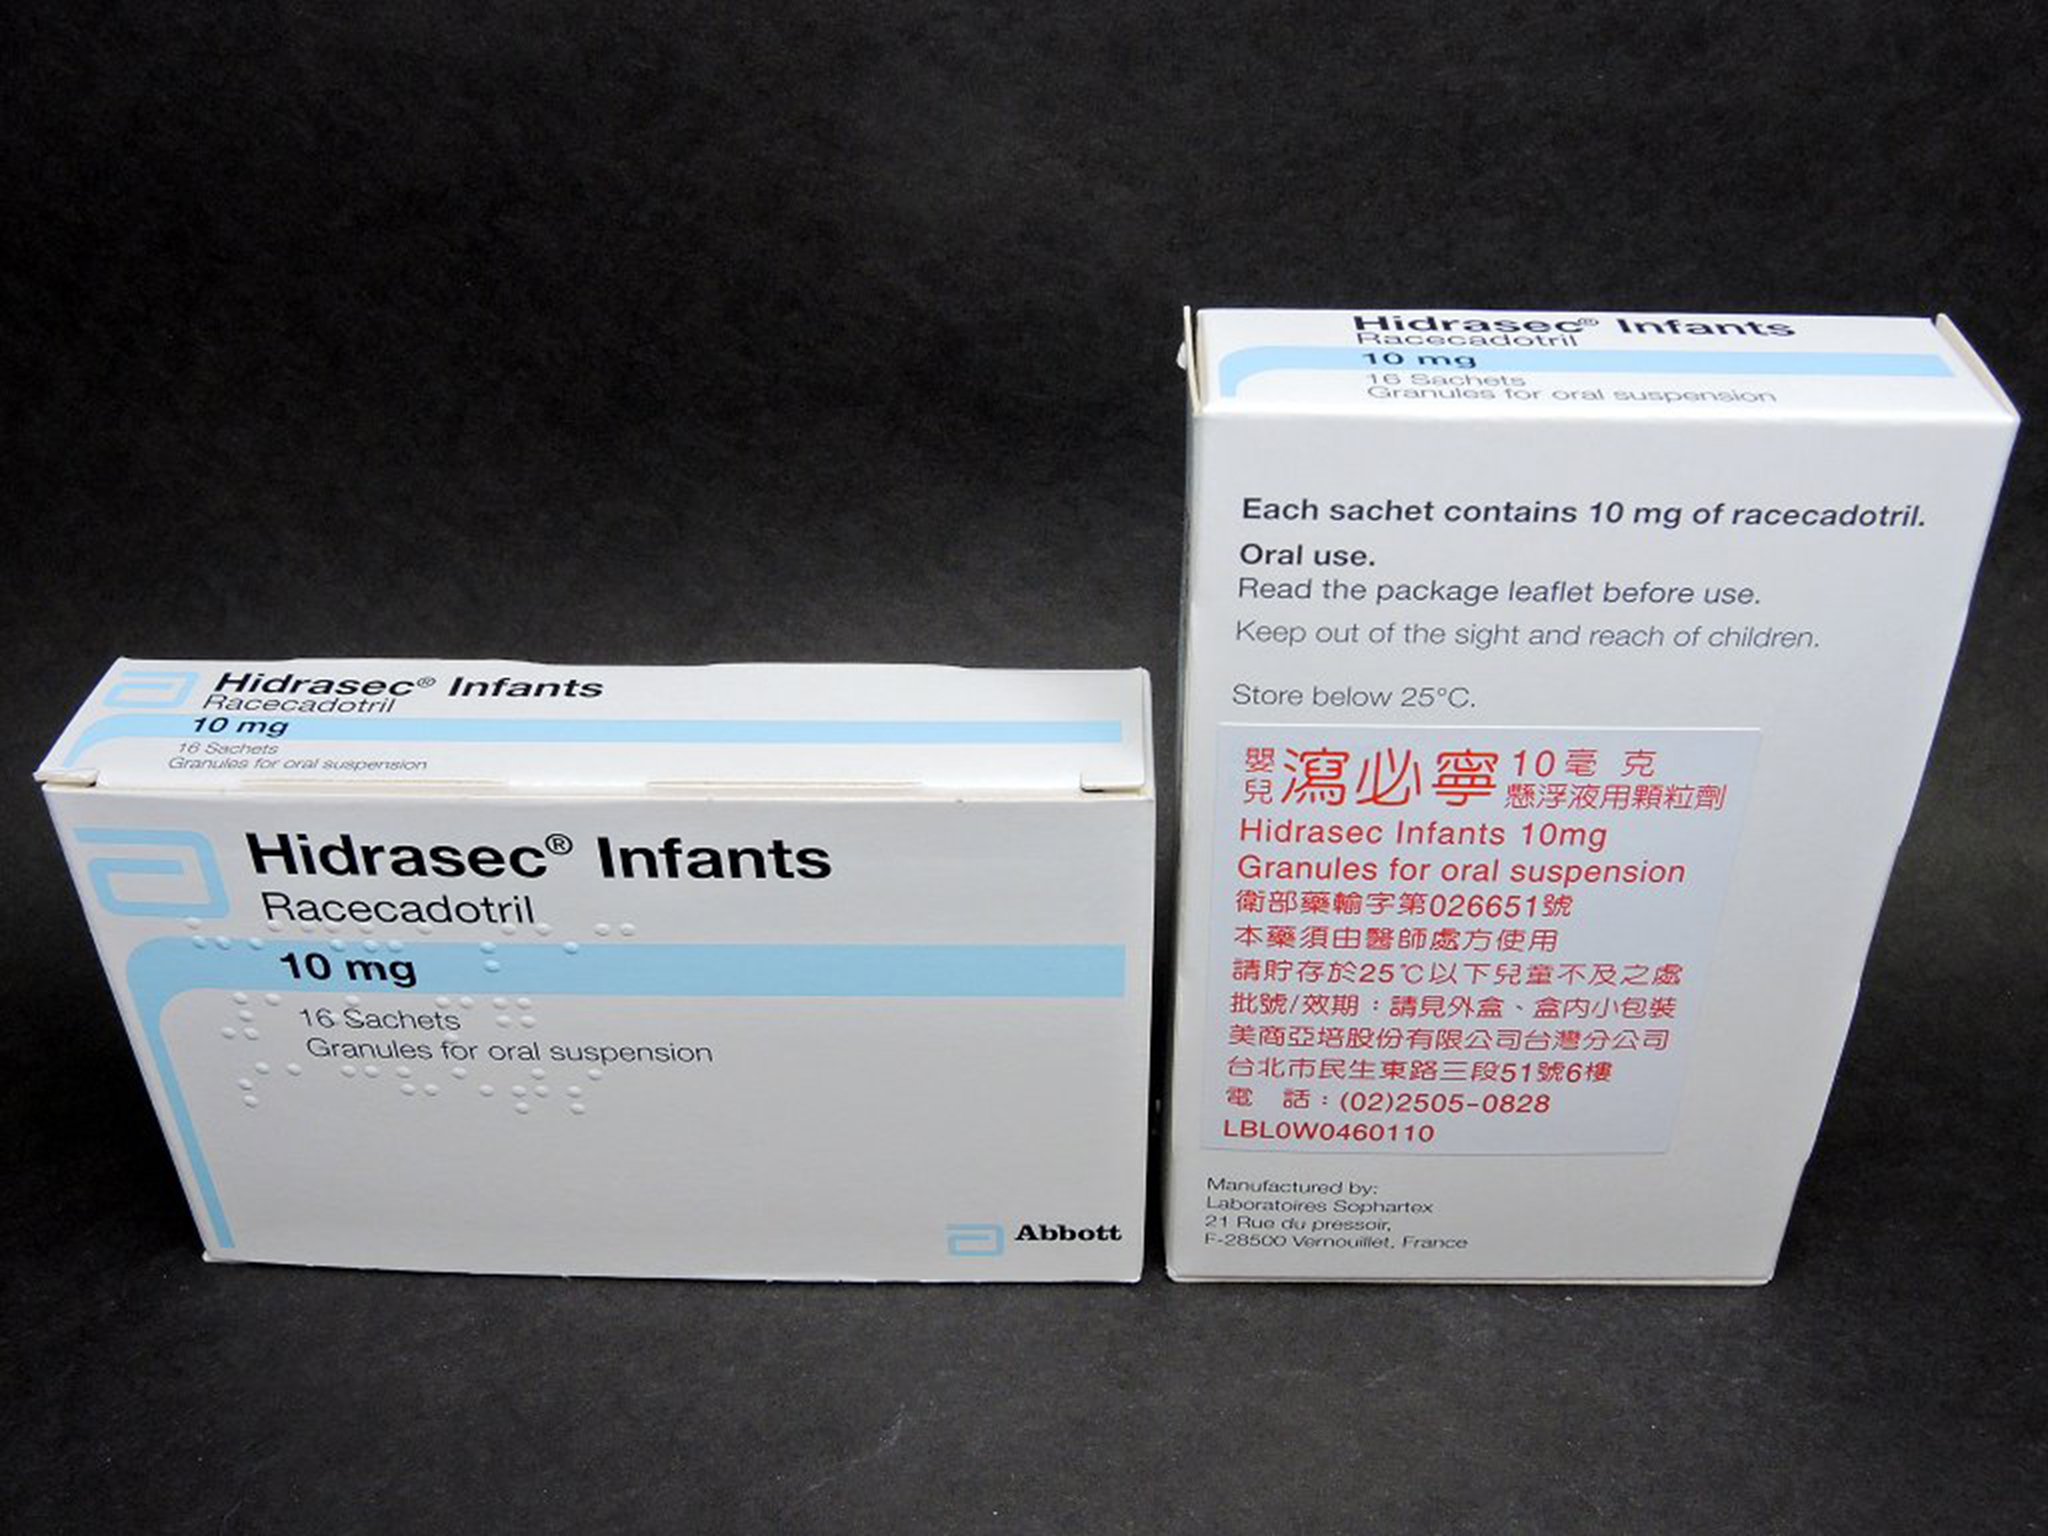 Hidrasec® Infants
Racecadotril
10 mg
16 Sachets
Granules for oral suspension
Hidrasec® Infants
Racecadotril
10 mg
16 Sachets
Granules for oral suspension
Abbott
Hidrasec® Infants
Racecadotril
10 mg
16 Sachets
Granules for oral suspension
Each sachet contains 10 mg of racecadotril.
Oral use.
Read the package leaflet before use.
Keep out of the sight and reach of children.
Store below 25°C.
嬰兒瀉必寧10毫 克
懸浮液用顆粒劑
Hidrasec Infants 10mg
Granules for oral suspension
衛部藥輸字第026651號
本藥須由醫師處方使用
請貯存於25℃以下兒童不及之處
批號/效期：請見外盒、盒內小包裝
美商亞培股份有限公司台灣分公司
台北市民生東路三段51號6樓
電　話：(02)2505-0828
LBL0W0460110
Manufactured by:
Laboratoires Sophartex
21 Rue du pressoir,
F-28500 Vernouillet, France